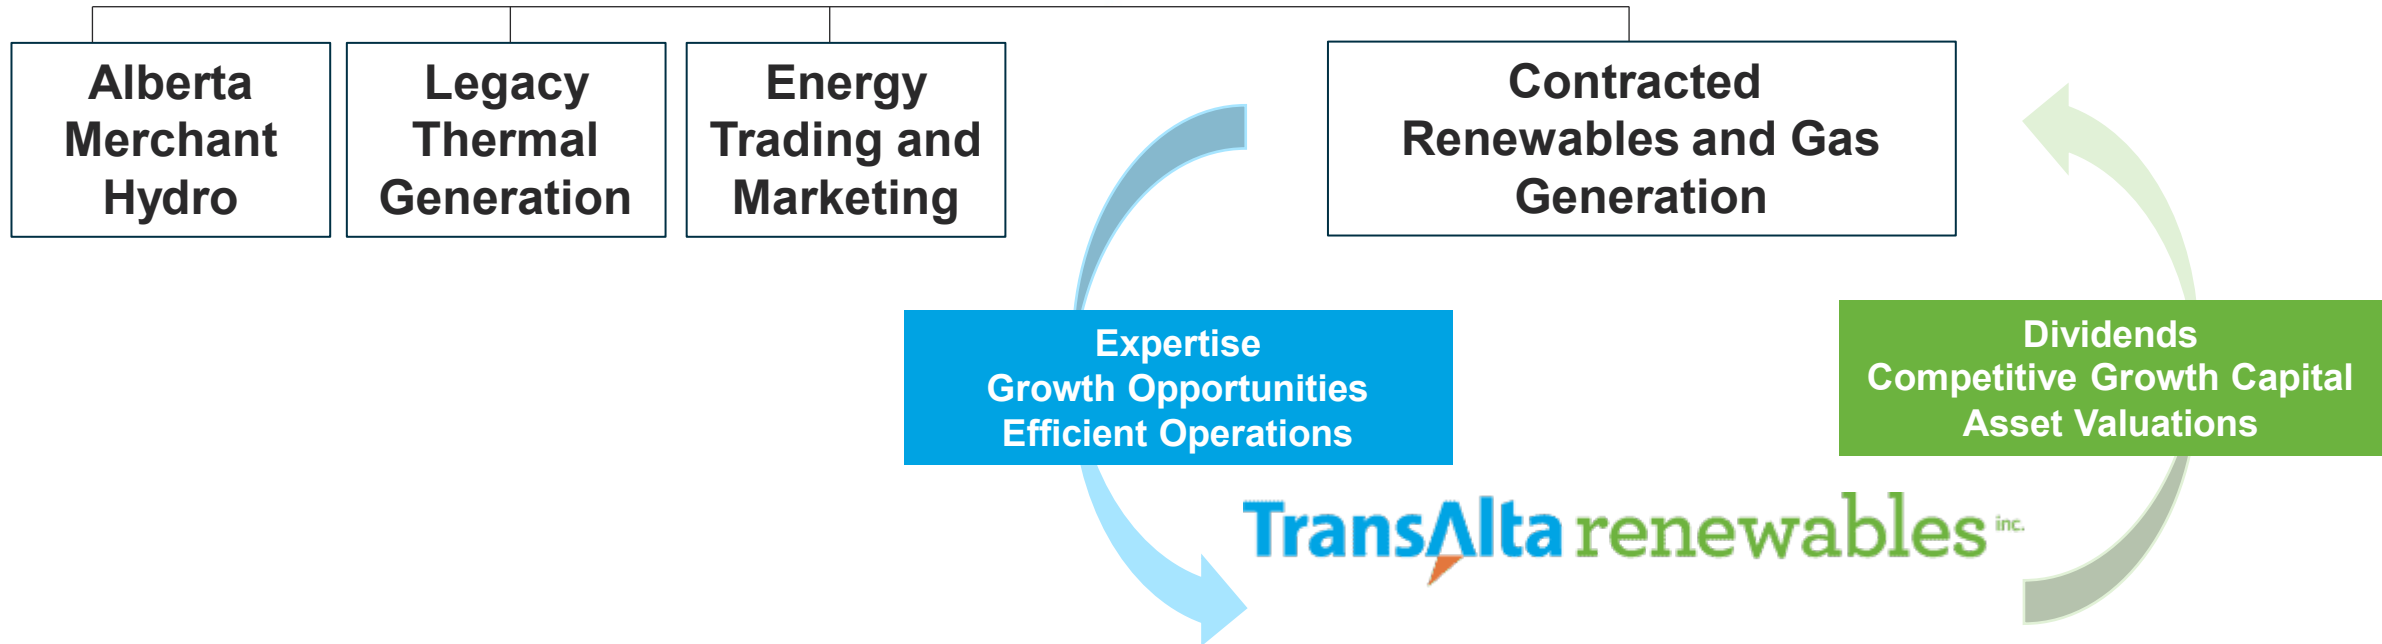 Alberta
Merchant
Hydro
Legacy
Thermal
Generation
Energy
Trading and
Marketing
Contracted
Renewables and Gas
Generation
Expertise
Growth Opportunities
Efficient Operations
Dividends
Competitive Growth Capital
Asset Valuations
TransAlta renewables inc.